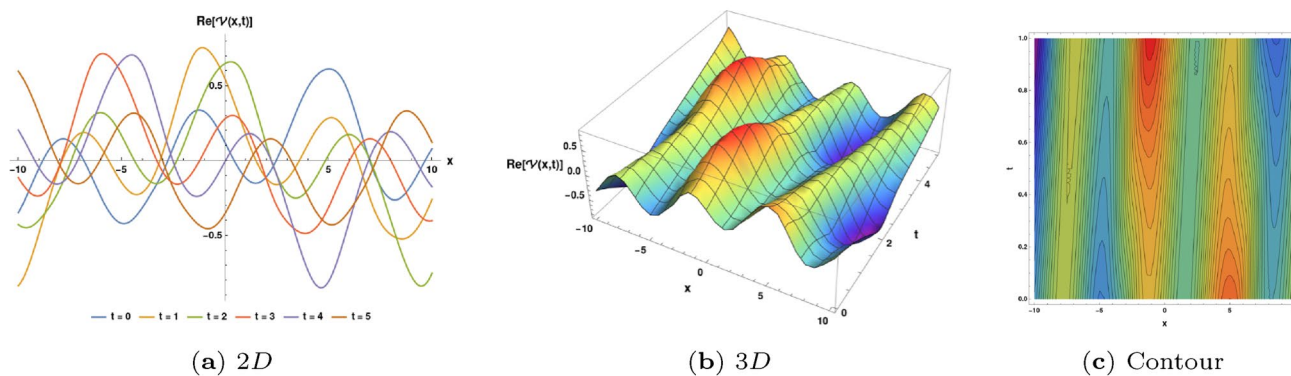 Re[𝒱(x,t)]
0.5
x
-10
-5
5
10
-0.5
t = 0 t = 1 t = 2 t = 3 t = 4 t = 5
(a) 2D
Re[𝒱(x,t)]
0.5
0.0
-0.5
-10
-5
0
5
10
x
0
2
4
t
(b) 3D
1.0
0.8
0.6
0.4
0.2
0.0
t
-10 -5 0 5
x
(c) Contour